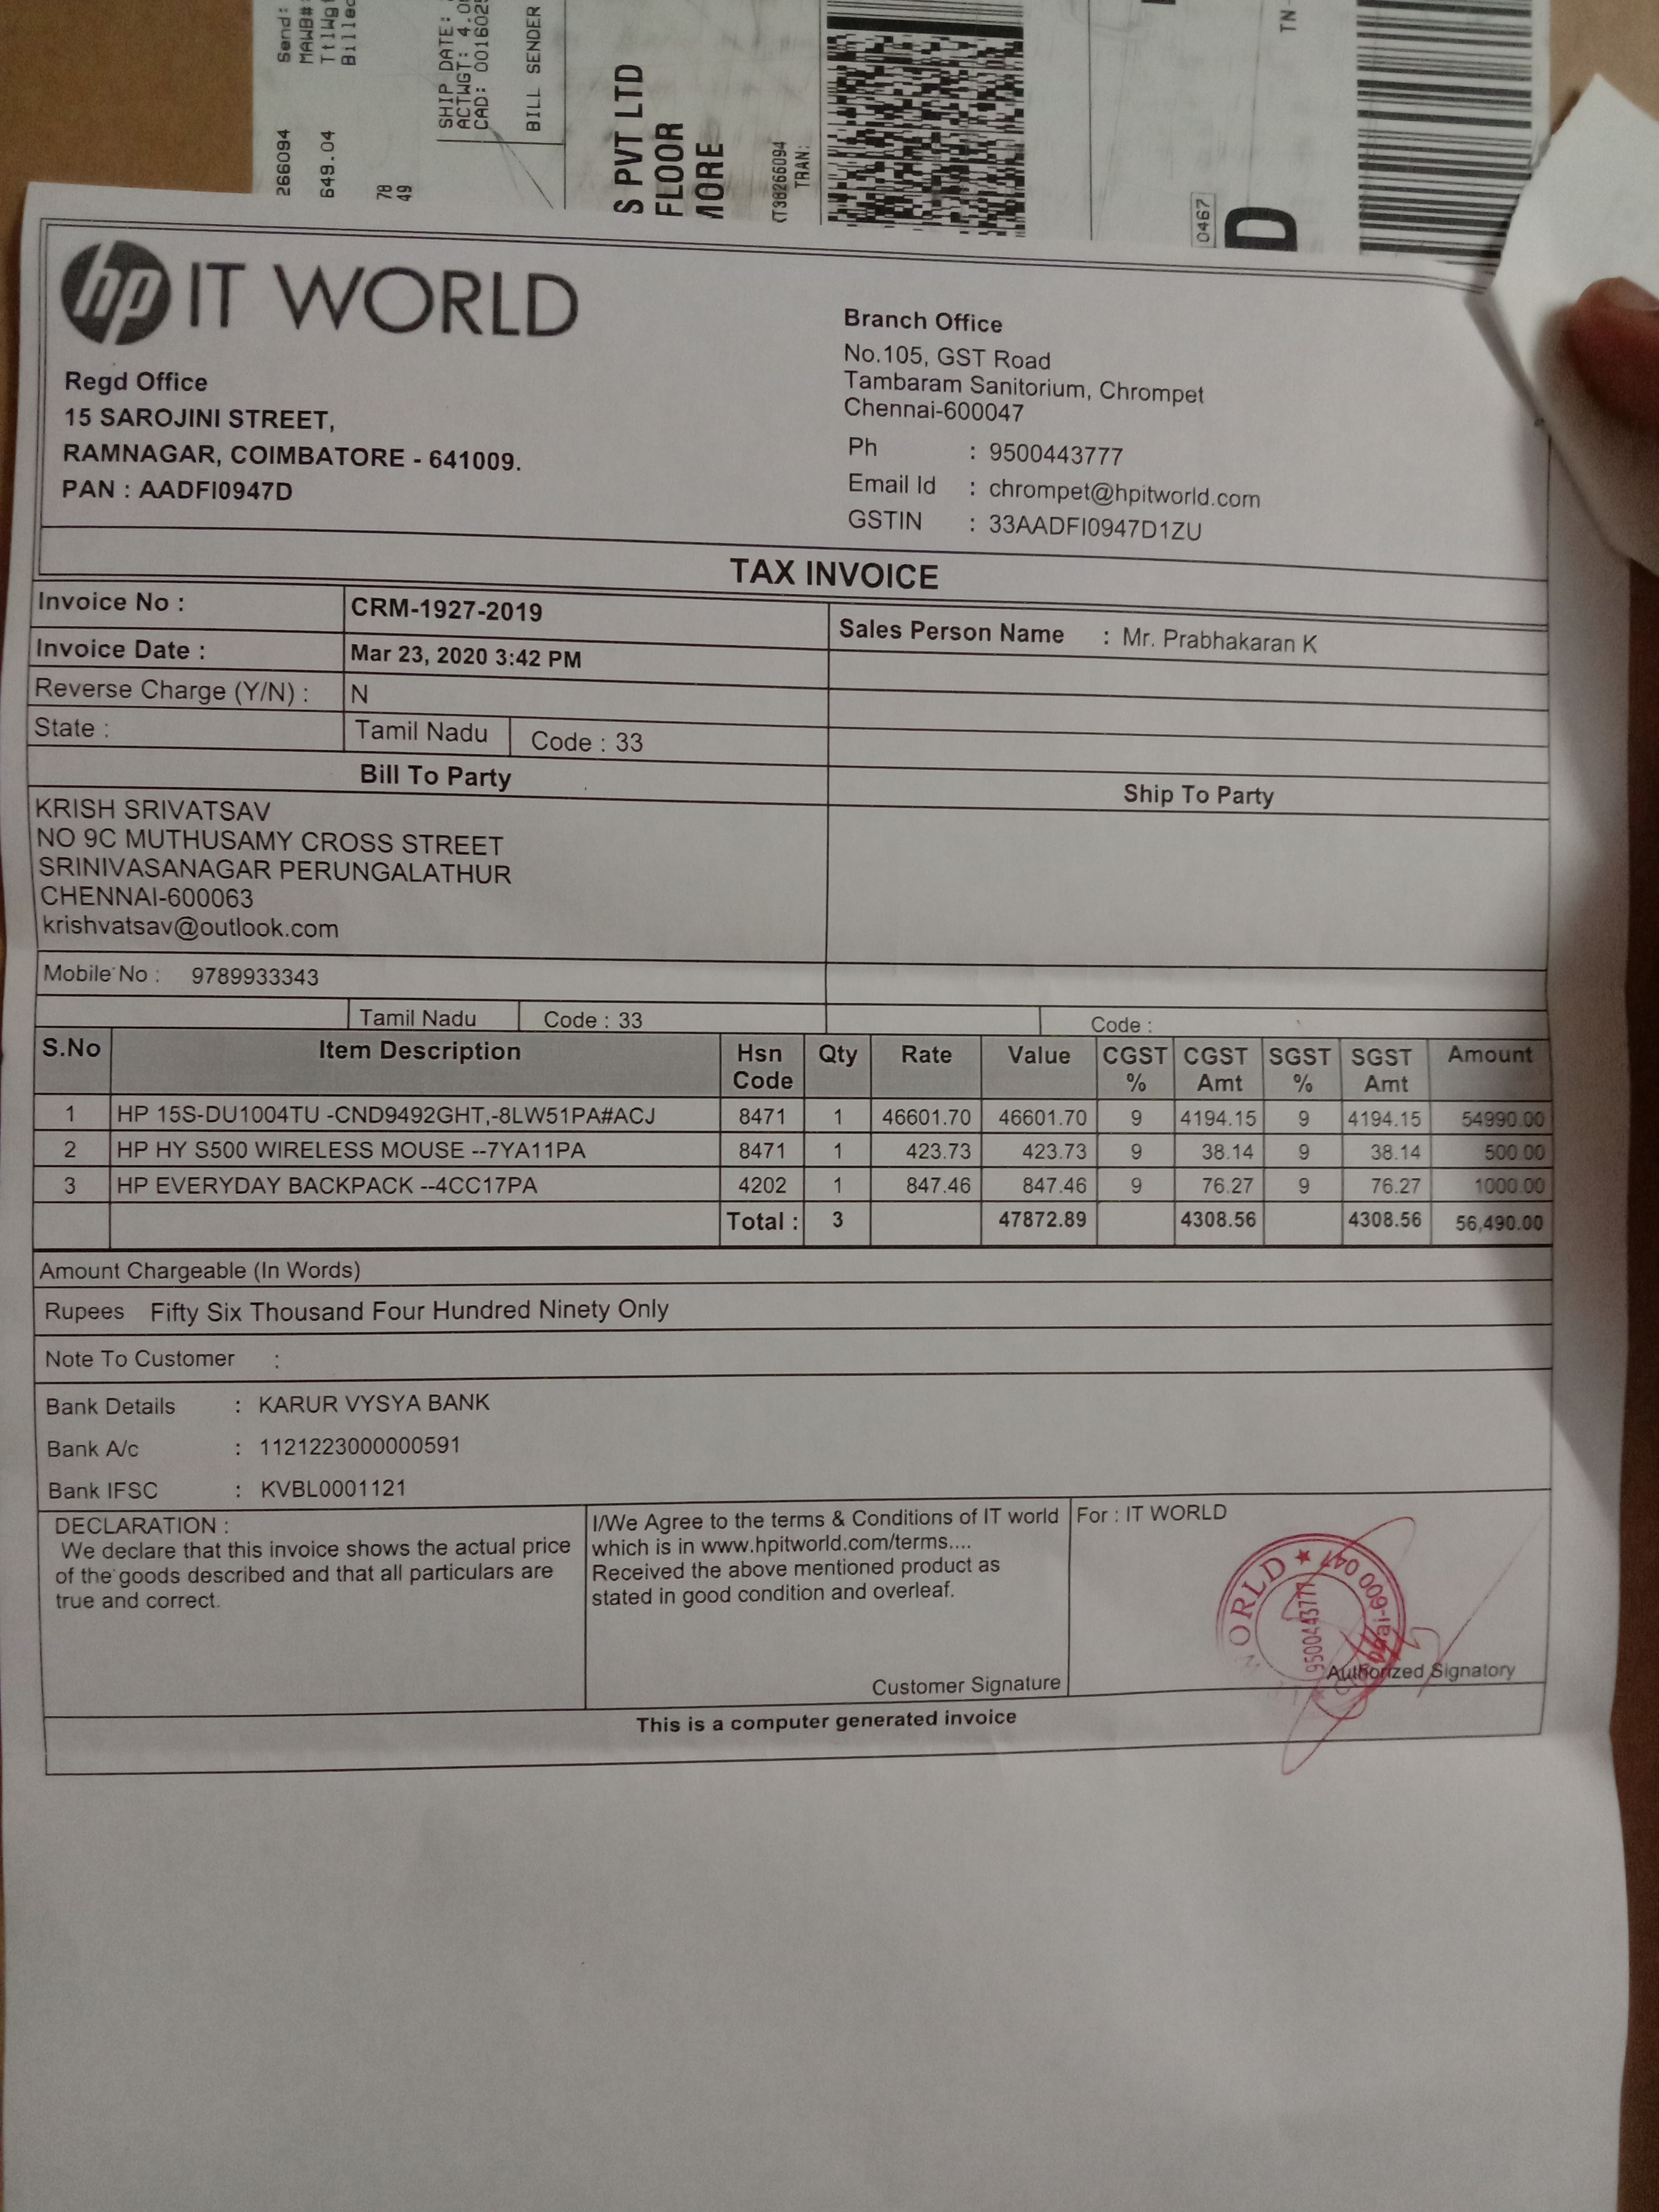 Send:
MAWB#:
266094
649.04
78
49
SHIP DATE:
CAD: 0016025
BILL SENDER
S PVT LTD
FLOOR
MORE
(T38266094
TRAN:
0467
D
TN
hp IT WORLD
Regd Office
15 SAROJINI STREET,
RAMNAGAR, COIMBATORE - 641009.
PAN : AADFI0947D
Branch Office
No.105, GST Road
Tambaram Sanitorium, Chrompet
Chennai-600047
Ph : 9500443777
Email Id : chrompet@hpitworld.com
GSTIN : 33AADFI0947D1ZU
TAX INVOICE
Invoice No : CRM-1927-2019 Sales Person Name : Mr. Prabhakaran K
Invoice Date : Mar 23, 2020 3:42 PM
Reverse Charge (Y/N) : N
State : Tamil Nadu Code : 33
Bill To Party Ship To Party
KRISH SRIVATSAV
NO 9C MUTHUSAMY CROSS STREET
SRINIVASANAGAR PERUNGALATHUR
CHENNAI-600063
krishvatsav@outlook.com
Mobile No : 9789933343
Tamil Nadu Code : 33 Code :
S.No Item Description Hsn Code Qty Rate Value CGST % CGST Amt SGST % SGST Amt Amount
1 HP 15S-DU1004TU -CND9492GHT,-8LW51PA#ACJ 8471 1 46601.70 46601.70 9 4194.15 9 4194.15 54990.00
2 HP HY S500 WIRELESS MOUSE --7YA11PA 8471 1 423.73 423.73 9 38.14 9 38.14 500.00
3 HP EVERYDAY BACKPACK --4CC17PA 4202 1 847.46 847.46 9 76.27 9 76.27 1000.00
Total : 3 47872.89 4308.56 4308.56 56,490.00
Amount Chargeable (In Words)
Rupees Fifty Six Thousand Four Hundred Ninety Only
Note To Customer :
Bank Details : KARUR VYSYA BANK
Bank A/c : 1121223000000591
Bank IFSC : KVBL0001121
DECLARATION :
We declare that this invoice shows the actual price
of the goods described and that all particulars are
true and correct.
I/We Agree to the terms & Conditions of IT world
which is in www.hpitworld.com/terms....
Received the above mentioned product as
stated in good condition and overleaf.
Customer Signature
For : IT WORLD
9500443777
Authorized Signatory
This is a computer generated invoice